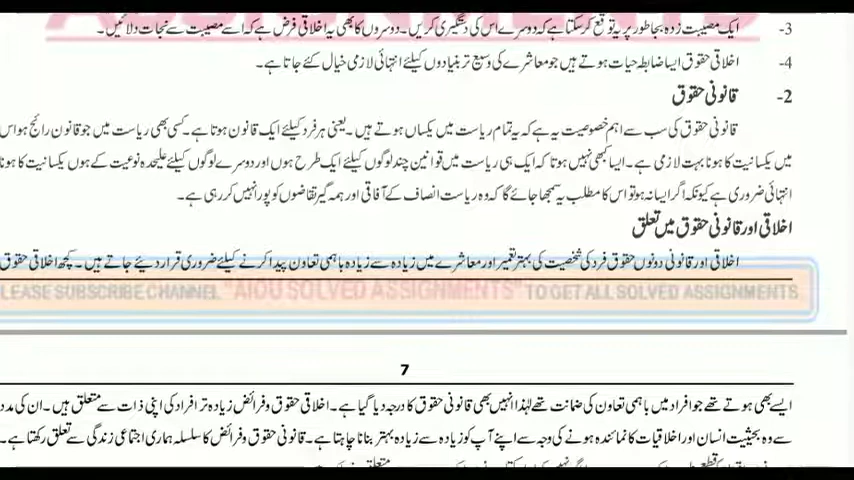 3- ایک مصیبت زدہ بجا طور پر یہ توقع کر سکتا ہے کہ دوسرے اس کی دستگیری کریں۔ دوسروں کا بھی یہ اخلاقی فرض ہے کہ اسے مصیبت سے نجات دلائیں۔
4- اخلاقی حقوق ایسا ضابطہ حیات ہوتے ہیں جو معاشرے کی وسیع تر بنیادوں کیلئے انتہائی لازمی خیال کئے جاتا ہے۔
2- قانونی حقوق
قانونی حقوق کی سب سے اہم خصوصیت یہ ہے کہ یہ تمام ریاست میں یکساں ہوتے ہیں۔ یعنی ہر فرد کیلئے ایک قانون ہوتا ہے۔ کسی بھی ریاست میں جو قانون رائج ہو اس
میں یکسانیت کا ہونا بہت لازمی ہے۔ ایسا کبھی نہیں ہوتا کہ ایک ہی ریاست میں قوانین چند لوگوں کیلئے ایک طرح ہوں اور دوسرے لوگوں کیلئے علیحدہ نوعیت کے ہوں یکسانیت کا ہونا
انتہائی ضروری ہے کیونکہ اگر ایسا نہ ہو تو اس کا مطلب یہ سمجھا جائے گا کہ وہ ریاست انصاف کے آفاقی اور ہمہ گیر تقاضوں کو پورا نہیں کر رہی ہے۔
اخلاقی اور قانونی حقوق میں تعلق
اخلاقی اور قانونی دونوں حقوق فرد کی شخصیت کی بہتر تعمیر اور معاشرے میں زیادہ سے زیادہ باہمی تعاون پیدا کرنے کیلئے ضروری قرار دیئے جاتے ہیں۔ کچھ اخلاقی حقوق
LEASE SUBSCRIBE CHANNEL "AIOU SOLVED ASSIGNMENTS" TO GET ALL SOLVED ASSIGNMENTS
7
ایسے بھی ہوتے تھے جو افراد میں باہمی تعاون کی ضمانت تھے لہٰذا انہیں بھی قانونی حقوق کا درجہ دیا گیا ہے۔ اخلاقی حقوق و فرائض زیادہ تر افراد کی اپنی ذات سے متعلق ہیں۔ ان کی مدد
سے وہ بحیثیت انسان اور اخلاقیات کا نمائندہ ہونے کی وجہ سے اپنے آپ کو زیادہ سے زیادہ بہتر بنانا چاہتا ہے۔ قانونی حقوق و فرائض کا سلسلہ ہماری اجتماعی زندگی سے تعلق رکھتا ہے۔